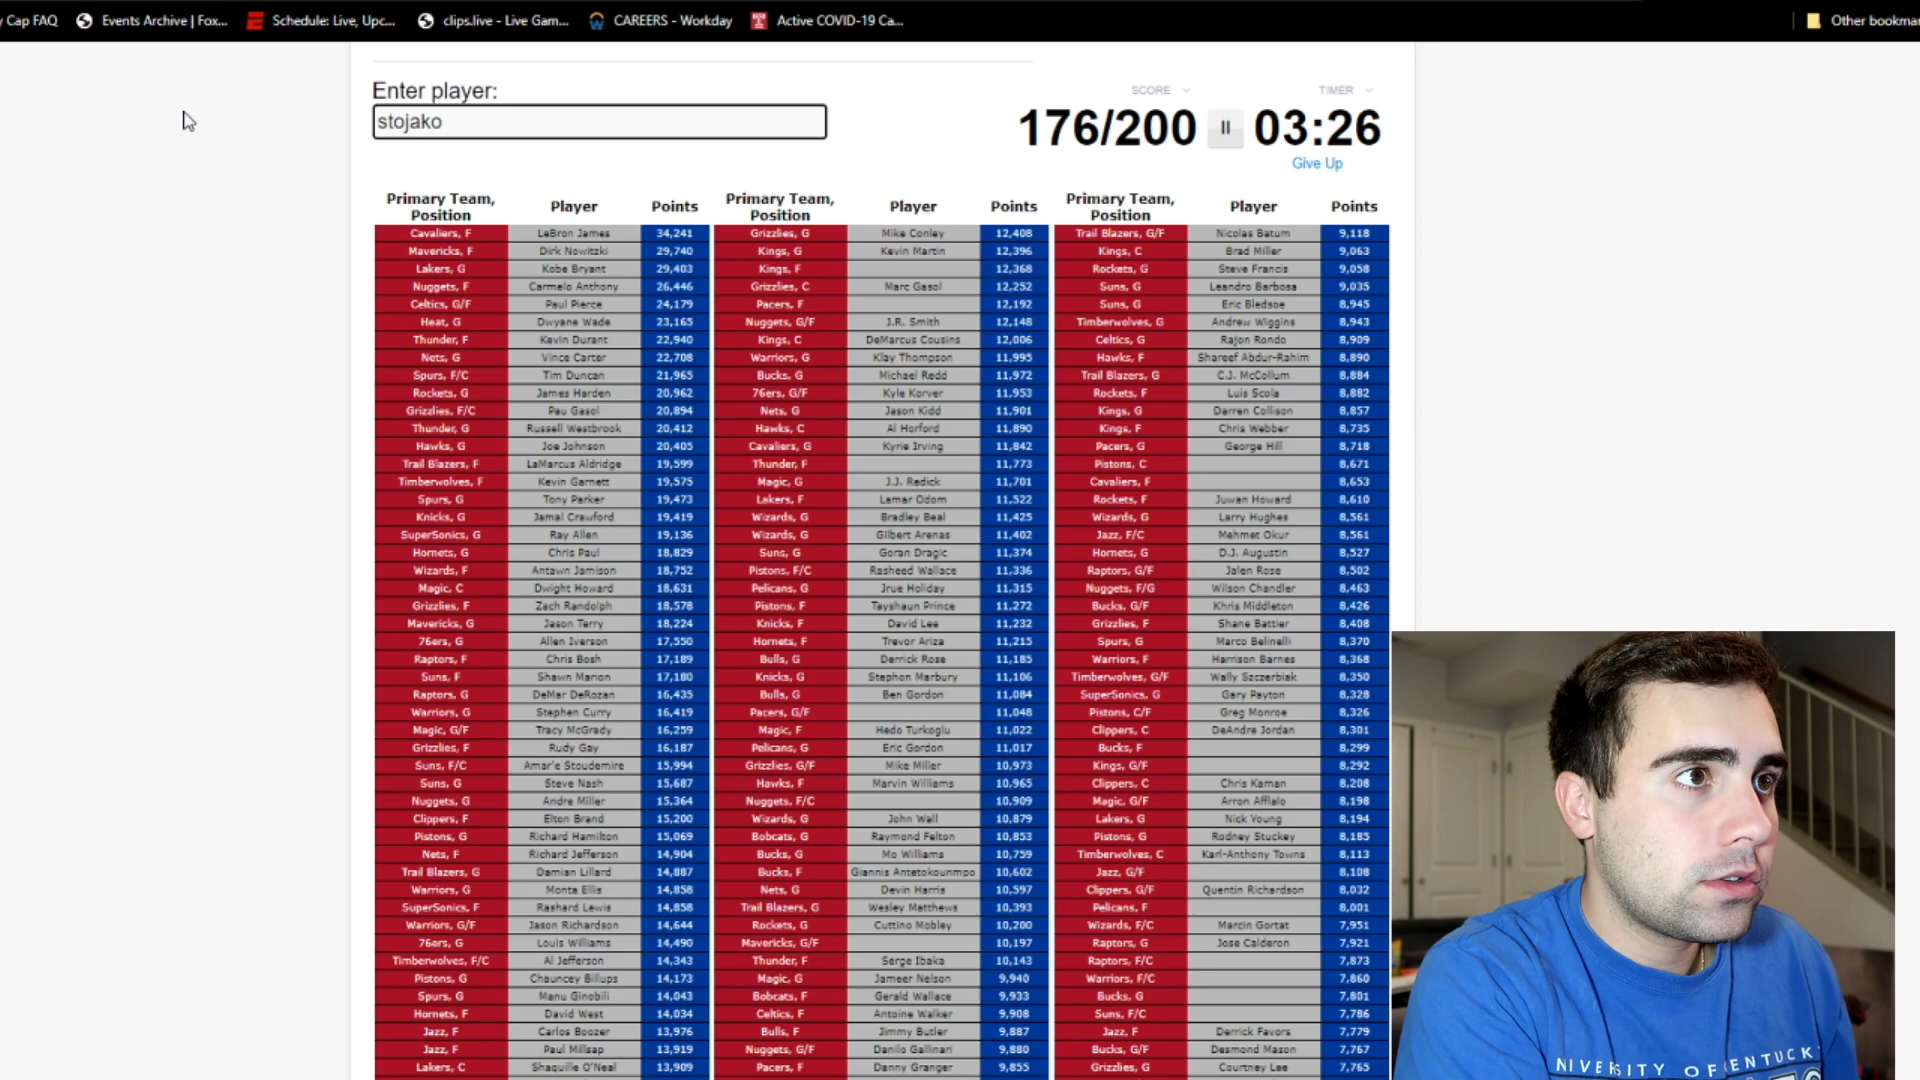 y Cap FAQ Events Archive | Fox... Schedule: Live, Upc... clips.live - Live Gam... CAREERS - Workday Active COVID-19 Ca... Other bookmar
Enter player:
stojako
SCORE TIMER
176/200 03:26
Give Up
Primary Team, Position Player Points Primary Team, Position Player Points Primary Team, Position Player Points
Cavaliers, F LeBron James 34,241 Grizzlies, G Mike Conley 12,408 Trail Blazers, G/F Nicolas Batum 9,118
Mavericks, F Dirk Nowitzki 29,740 Kings, G Kevin Martin 12,396 Kings, C Brad Miller 9,063
Lakers, G Kobe Bryant 29,403 Kings, F 12,368 Rockets, G Steve Francis 9,058
Nuggets, F Carmelo Anthony 26,446 Grizzlies, C Marc Gasol 12,252 Suns, G Leandro Barbosa 9,035
Celtics, G/F Paul Pierce 24,179 Pacers, F 12,192 Suns, G Eric Bledsoe 8,945
Heat, G Dwyane Wade 23,165 Nuggets, G/F J.R. Smith 12,148 Timberwolves, G Andrew Wiggins 8,943
Thunder, F Kevin Durant 22,940 Kings, C DeMarcus Cousins 12,006 Celtics, G Rajon Rondo 8,909
Nets, G Vince Carter 22,708 Warriors, G Klay Thompson 11,995 Hawks, F Shareef Abdur-Rahim 8,890
Spurs, F/C Tim Duncan 21,965 Bucks, G Michael Redd 11,972 Trail Blazers, G C.J. McCollum 8,884
Rockets, G James Harden 20,962 76ers, G/F Kyle Korver 11,953 Rockets, F Luis Scola 8,882
Grizzlies, F/C Pau Gasol 20,894 Nets, G Jason Kidd 11,901 Kings, G Darren Collison 8,857
Thunder, G Russell Westbrook 20,412 Hawks, C Al Horford 11,890 Kings, F Chris Webber 8,735
Hawks, G Joe Johnson 20,405 Cavaliers, G Kyrie Irving 11,842 Pacers, G George Hill 8,718
Trail Blazers, F LaMarcus Aldridge 19,599 Thunder, F 11,773 Pistons, C 8,671
Timberwolves, F Kevin Garnett 19,575 Magic, G J.J. Redick 11,701 Cavaliers, F 8,653
Spurs, G Tony Parker 19,473 Lakers, F Lamar Odom 11,522 Rockets, F Juwan Howard 8,610
Knicks, G Jamal Crawford 19,419 Wizards, G Bradley Beal 11,425 Wizards, G Larry Hughes 8,561
SuperSonics, G Ray Allen 19,136 Wizards, G Gilbert Arenas 11,402 Jazz, F/C Mehmet Okur 8,561
Hornets, G Chris Paul 18,829 Suns, G Goran Dragic 11,374 Hornets, G D.J. Augustin 8,527
Wizards, F Antawn Jamison 18,752 Pistons, F/C Rasheed Wallace 11,336 Raptors, G/F Jalen Rose 8,502
Magic, C Dwight Howard 18,631 Pelicans, G Jrue Holiday 11,315 Nuggets, F/G Wilson Chandler 8,463
Grizzlies, F Zach Randolph 18,578 Pistons, F Tayshaun Prince 11,272 Bucks, G/F Khris Middleton 8,426
Mavericks, G Jason Terry 18,224 Knicks, F David Lee 11,232 Grizzlies, F Shane Battier 8,408
76ers, G Allen Iverson 17,550 Hornets, F Trevor Ariza 11,215 Spurs, G Marco Belinelli 8,370
Raptors, F Chris Bosh 17,189 Bulls, G Derrick Rose 11,185 Warriors, F Harrison Barnes 8,368
Suns, F Shawn Marion 17,180 Knicks, G Stephon Marbury 11,106 Timberwolves, G/F Wally Szczerbiak 8,350
Raptors, G DeMar DeRozan 16,435 Bulls, G Ben Gordon 11,084 SuperSonics, G Gary Payton 8,328
Warriors, G Stephen Curry 16,419 Pacers, G/F 11,048 Pistons, C/F Greg Monroe 8,326
Magic, G/F Tracy McGrady 16,259 Magic, F Hedo Turkoglu 11,022 Clippers, C DeAndre Jordan 8,301
Grizzlies, F Rudy Gay 16,187 Pelicans, G Eric Gordon 11,017 Bucks, F 8,299
Suns, F/C Amar'e Stoudemire 15,994 Grizzlies, G/F Mike Miller 10,973 Kings, G/F 8,292
Suns, G Steve Nash 15,687 Hawks, F Marvin Williams 10,965 Clippers, C Chris Kaman 8,208
Nuggets, G Andre Miller 15,364 Nuggets, F/C 10,909 Magic, G/F Arron Afflalo 8,198
Clippers, F Elton Brand 15,200 Wizards, G John Wall 10,879 Lakers, G Nick Young 8,194
Pistons, G Richard Hamilton 15,069 Bobcats, G Raymond Felton 10,853 Pistons, G Rodney Stuckey 8,185
Nets, F Richard Jefferson 14,904 Bucks, G Mo Williams 10,759 Timberwolves, C Karl-Anthony Towns 8,113
Trail Blazers, G Damian Lillard 14,887 Bucks, F Giannis Antetokounmpo 10,602 Jazz, G/F 8,108
Warriors, G Monta Ellis 14,858 Nets, G Devin Harris 10,597 Clippers, G/F Quentin Richardson 8,032
SuperSonics, F Rashard Lewis 14,858 Trail Blazers, G Wesley Matthews 10,393 Pelicans, F 8,001
Warriors, G/F Jason Richardson 14,644 Rockets, G Cuttino Mobley 10,200 Wizards, F/C Marcin Gortat 7,951
76ers, G Louis Williams 14,490 Mavericks, G/F 10,197 Raptors, G Jose Calderon 7,921
Timberwolves, F/C Al Jefferson 14,343 Thunder, F Serge Ibaka 10,143 Raptors, F/C 7,873
Pistons, G Chauncey Billups 14,173 Magic, G Jameer Nelson 9,940 Warriors, F/C 7,860
Spurs, G Manu Ginobili 14,043 Bobcats, F Gerald Wallace 9,933 Bucks, G 7,801
Hornets, F David West 14,034 Celtics, F Antoine Walker 9,908 Suns, F/C 7,786
Jazz, F Carlos Boozer 13,976 Bulls, F Jimmy Butler 9,887 Jazz, F Derrick Favors 7,779
Jazz, F Paul Millsap 13,919 Nuggets, G/F Danilo Gallinari 9,880 Bucks, G/F Desmond Mason 7,767
Lakers, C Shaquille O'Neal 13,909 Pacers, F Danny Granger 9,855 Grizzlies, G Courtney Lee 7,765
NIVERSITY OF KENTUCK